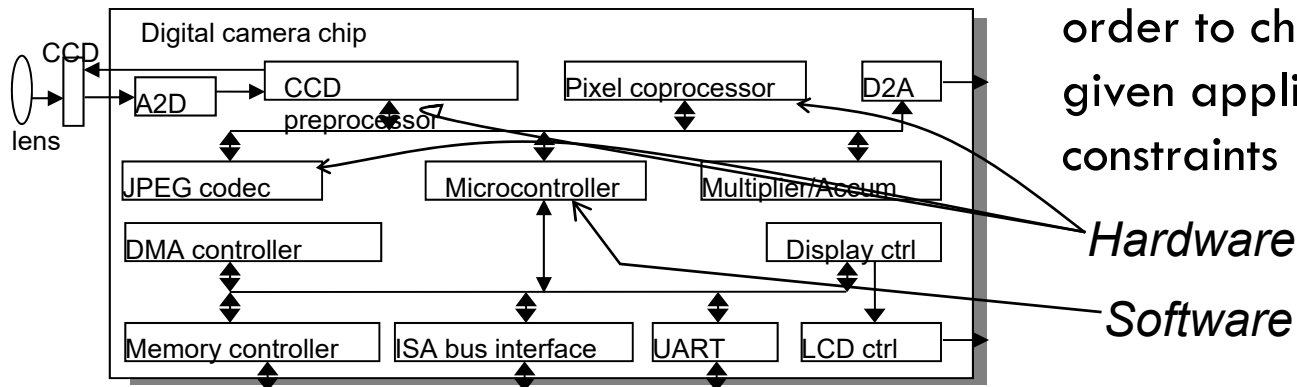 order to ch
Digital camera chip
CCD
given appli
A2D
CCD
preprocessor
Pixel coprocessor
D2A
lens
constraints
JPEG codec
Microcontroller
Multiplier/Accum
Hardware
DMA controller
Display ctrl
Software
Memory controller
ISA bus interface
UART
LCD ctrl